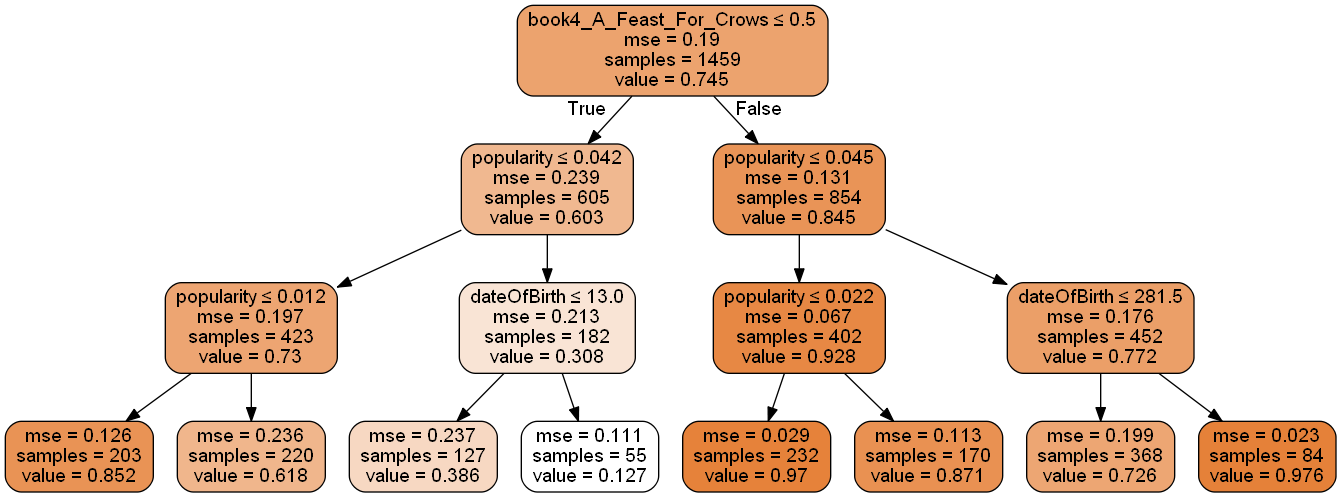 book4_A_Feast_For_Crows ≤ 0.5
mse = 0.19
samples = 1459
value = 0.745
True
False
popularity ≤ 0.042
mse = 0.239
samples = 605
value = 0.603
popularity ≤ 0.045
mse = 0.131
samples = 854
value = 0.845
popularity ≤ 0.012
mse = 0.197
samples = 423
value = 0.73
dateOfBirth ≤ 13.0
mse = 0.213
samples = 182
value = 0.308
popularity ≤ 0.022
mse = 0.067
samples = 402
value = 0.928
dateOfBirth ≤ 281.5
mse = 0.176
samples = 452
value = 0.772
mse = 0.126
samples = 203
value = 0.852
mse = 0.236
samples = 220
value = 0.618
mse = 0.237
samples = 127
value = 0.386
mse = 0.111
samples = 55
value = 0.127
mse = 0.029
samples = 232
value = 0.97
mse = 0.113
samples = 170
value = 0.871
mse = 0.199
samples = 368
value = 0.726
mse = 0.023
samples = 84
value = 0.976